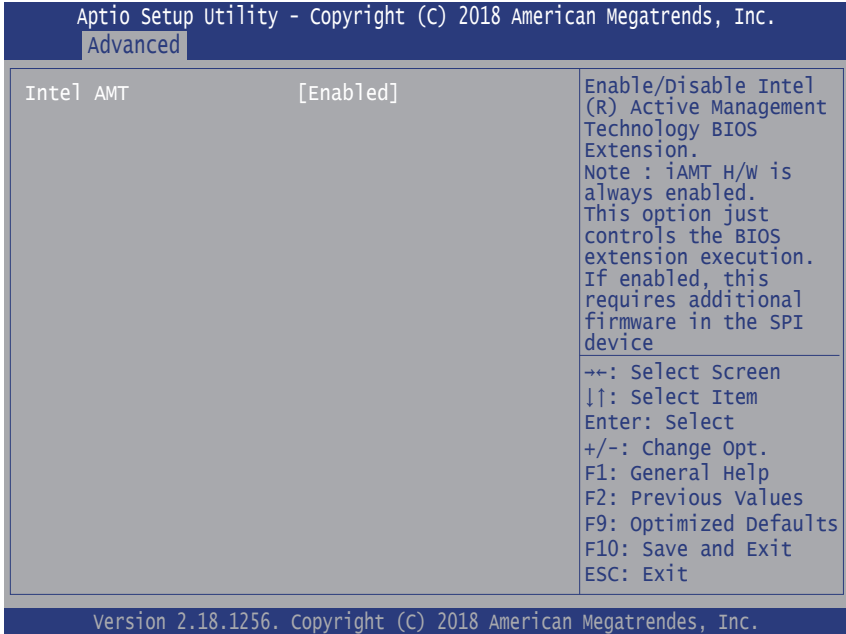 Aptio Setup Utility - Copyright (C) 2018 American Megatrends, Inc.
Advanced
Intel AMT [Enabled]
Enable/Disable Intel
(R) Active Management
Technology BIOS
Extension.
Note : iAMT H/W is
always enabled.
This option just
controls the BIOS
extension execution.
If enabled, this
requires additional
firmware in the SPI
device
→←: Select Screen
↓↑: Select Item
Enter: Select
+/-: Change Opt.
F1: General Help
F2: Previous Values
F9: Optimized Defaults
F10: Save and Exit
ESC: Exit
Version 2.18.1256. Copyright (C) 2018 American Megatrendes, Inc.